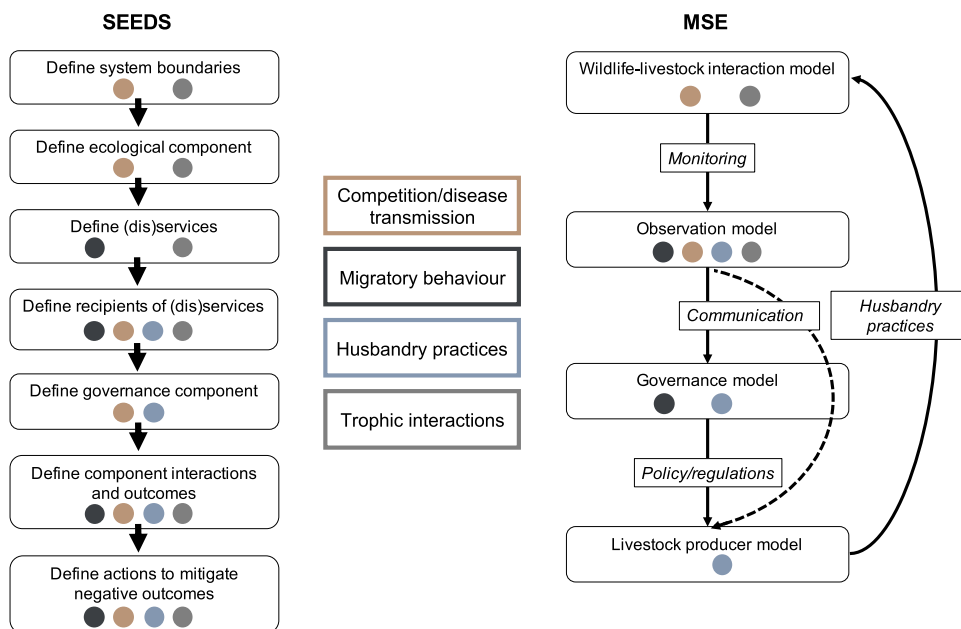 SEEDS
Define system boundaries
Define ecological component
Define (dis)services
Define recipients of (dis)services
Define governance component
Define component interactions
and outcomes
Define actions to mitigate
negative outcomes
Competition/disease
transmission
Migratory behaviour
Husbandry practices
Trophic interactions
MSE
Wildlife-livestock interaction model
Monitoring
Observation model
Communication
Husbandry
practices
Governance model
Policy/regulations
Livestock producer model